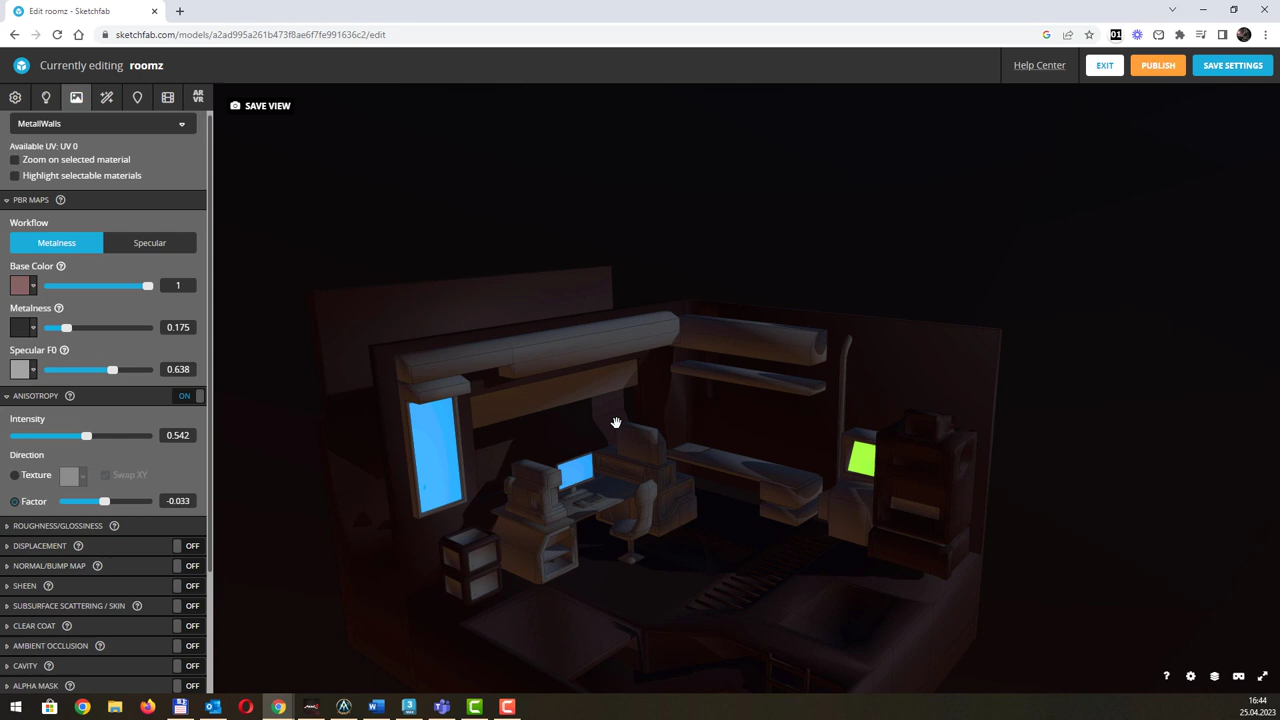 Edit roomz - Sketchfab
sketchfab.com/models/a2ad995a261b473f8ae6f7fe991636c2/edit
Currently editing roomz
Help Center
EXIT
PUBLISH
SAVE SETTINGS
AR
VR
SAVE VIEW
MetallWalls
Available UV: UV 0
Zoom on selected material
Highlight selectable materials
PBR MAPS
Workflow
Metalness Specular
Base Color
1
Metalness
0.175
Specular F0
0.638
ANISOTROPY ON
Intensity
0.542
Direction
Texture Swap XY
Factor -0.033
ROUGHNESS/GLOSSINESS
DISPLACEMENT OFF
NORMAL/BUMP MAP OFF
SHEEN OFF
SUBSURFACE SCATTERING / SKIN OFF
CLEAR COAT OFF
AMBIENT OCCLUSION OFF
CAVITY OFF
ALPHA MASK OFF
16:44
25.04.2023